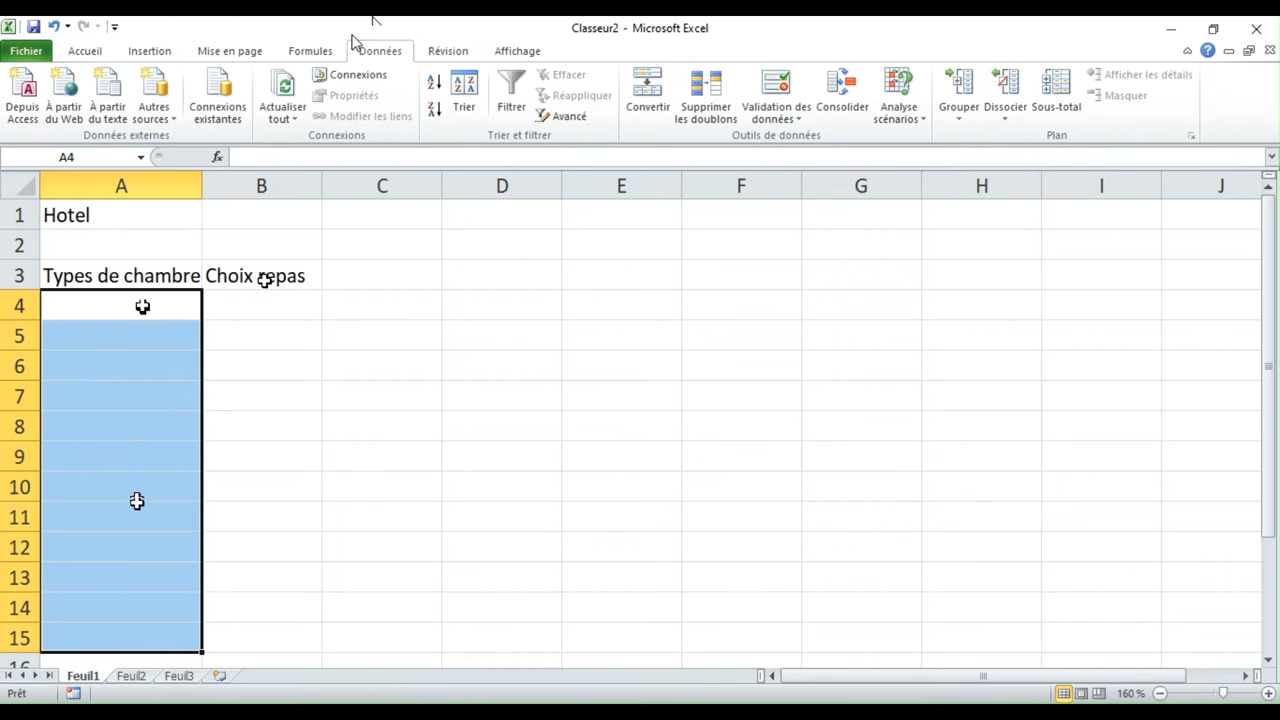 Classeur2 - Microsoft Excel
Fichier
Accueil
Insertion
Mise en page
Formules
Données
Révision
Affichage
Depuis
Access
À partir
du Web
À partir
du texte
Autres
sources
Données externes
Connexions
existantes
Actualiser
tout
Connexions
Propriétés
Modifier les liens
Connexions
Trier
Filtrer
Effacer
Réappliquer
Avancé
Trier et filtrer
Convertir
Supprimer
les doublons
Validation des
données
Consolider
Analyse
scénarios
Outils de données
Grouper
Dissocier
Sous-total
Afficher les détails
Masquer
Plan
A4
fx
A B C D E F G H I J
1 Hotel
2
3 Types de chambre Choix repas
4
5
6
7
8
9
10
11
12
13
14
15
Feuil1 Feuil2 Feuil3
Prêt
160 %